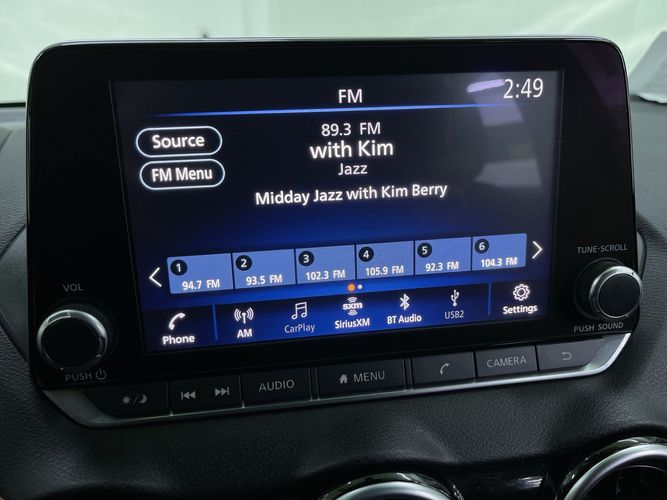 FM
2:49
89.3 FM
Source
with Kim
Jazz
FM Menu
Midday Jazz with Kim Berry
1 94.7 FM
2 93.5 FM
3 102.3 FM
4 105.9 FM
5 92.3 FM
6 104.3 FM
Phone
AM
CarPlay
sxm
SiriusXM
BT Audio
USB2
Settings
VOL
PUSH
TUNE-SCROLL
PUSH SOUND
AUDIO
MENU
CAMERA